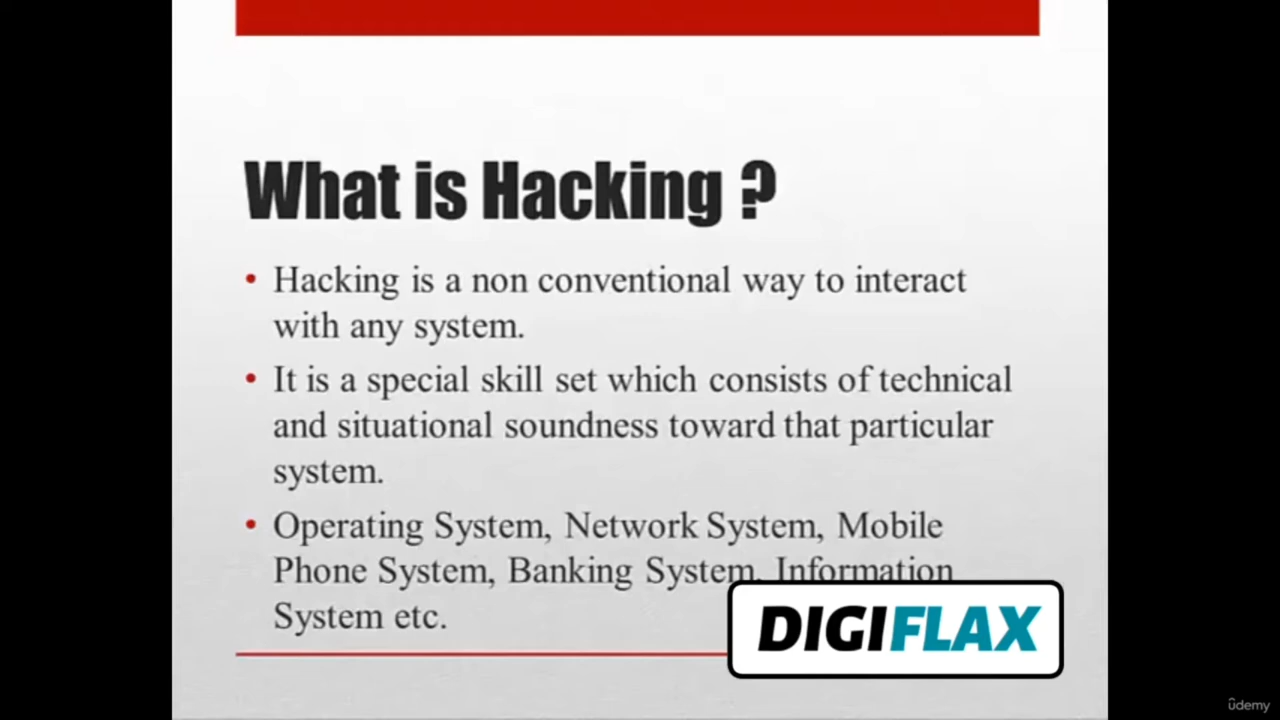 What is Hacking ?
• Hacking is a non conventional way to interact
with any system.
• It is a special skill set which consists of technical
and situational soundness toward that particular
system.
• Operating System, Network System, Mobile
Phone System, Banking System, Information
System etc.
DIGIFLAX
ûdemy